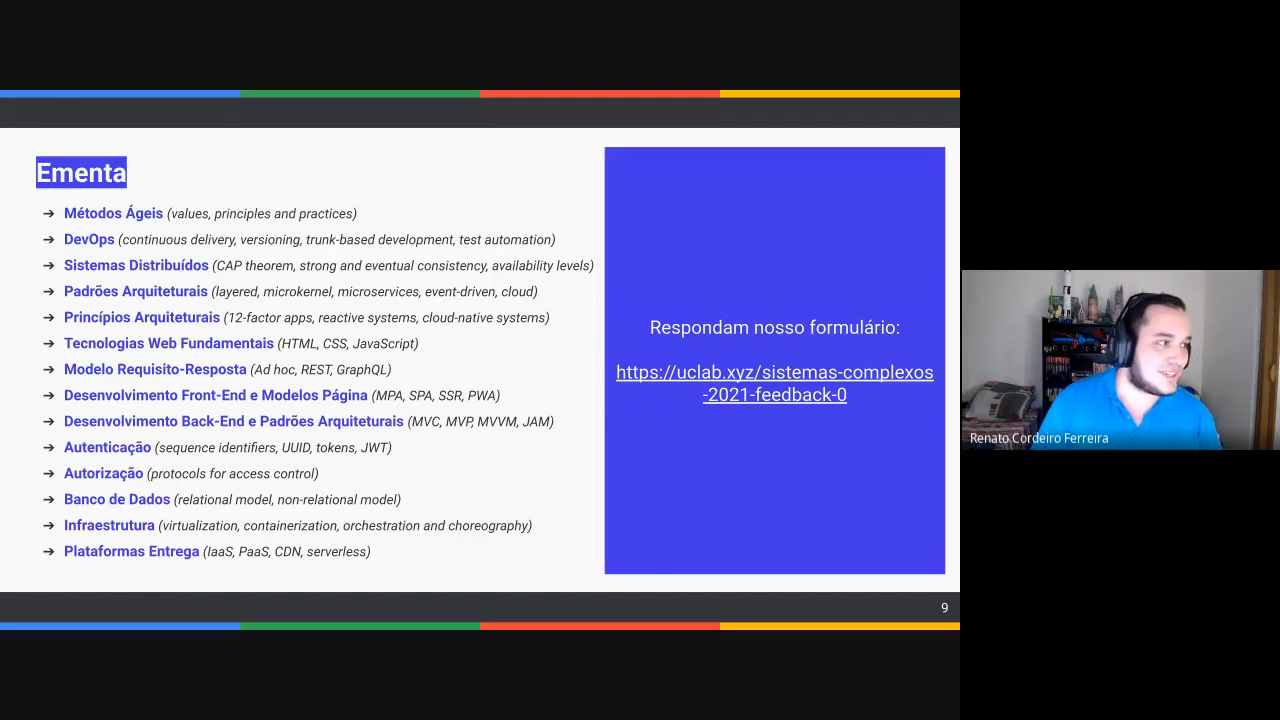 Ementa
➔ Métodos Ágeis (values, principles and practices)
➔ DevOps (continuous delivery, versioning, trunk-based development, test automation)
➔ Sistemas Distribuídos (CAP theorem, strong and eventual consistency, availability levels)
➔ Padrões Arquiteturais (layered, microkernel, microservices, event-driven, cloud)
➔ Princípios Arquiteturais (12-factor apps, reactive systems, cloud-native systems)
➔ Tecnologias Web Fundamentais (HTML, CSS, JavaScript)
➔ Modelo Requisito-Resposta (Ad hoc, REST, GraphQL)
➔ Desenvolvimento Front-End e Modelos Página (MPA, SPA, SSR, PWA)
➔ Desenvolvimento Back-End e Padrões Arquiteturais (MVC, MVP, MVVM, JAM)
➔ Autenticação (sequence identifiers, UUID, tokens, JWT)
➔ Autorização (protocols for access control)
➔ Banco de Dados (relational model, non-relational model)
➔ Infraestrutura (virtualization, containerization, orchestration and choreography)
➔ Plataformas Entrega (IaaS, PaaS, CDN, serverless)
Respondam nosso formulário:
https://uclab.xyz/sistemas-complexos
-2021-feedback-0
9
Renato Cordeiro Ferreira